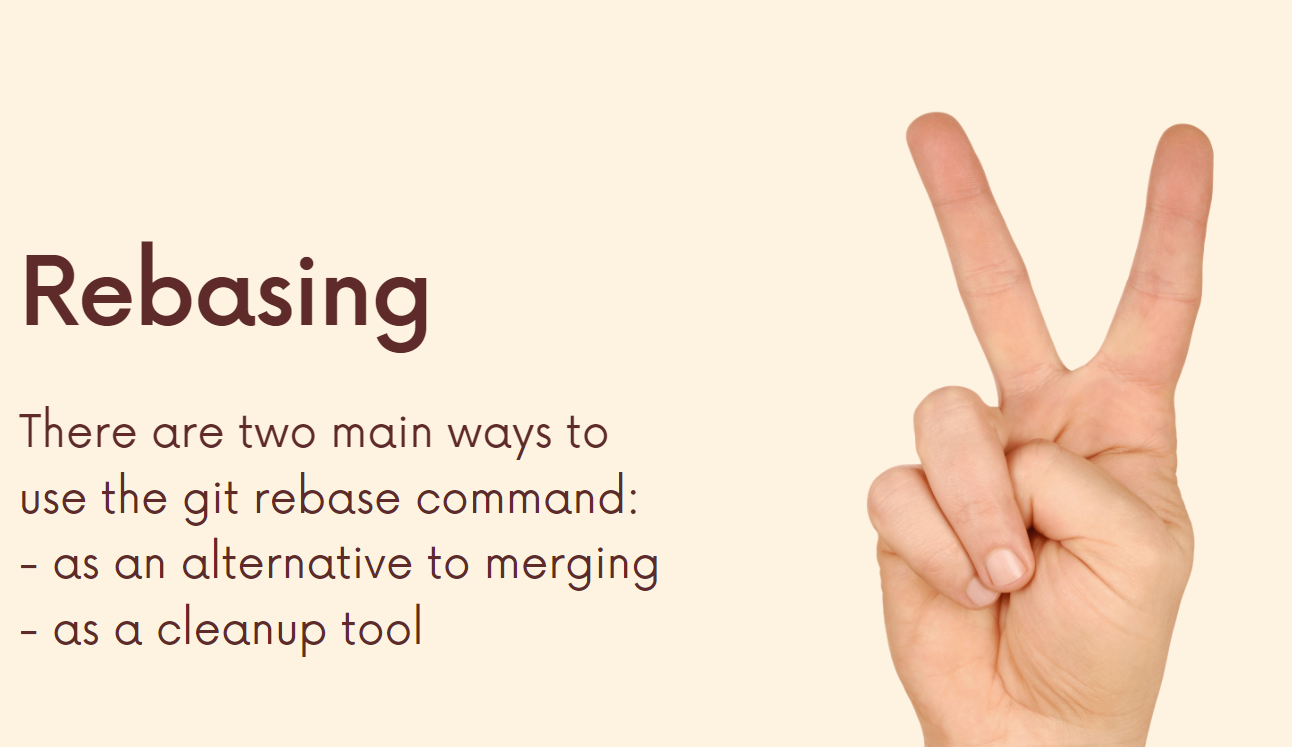 Rebasing
There are two main ways to
use the git rebase command:
- as an alternative to merging
- as a cleanup tool